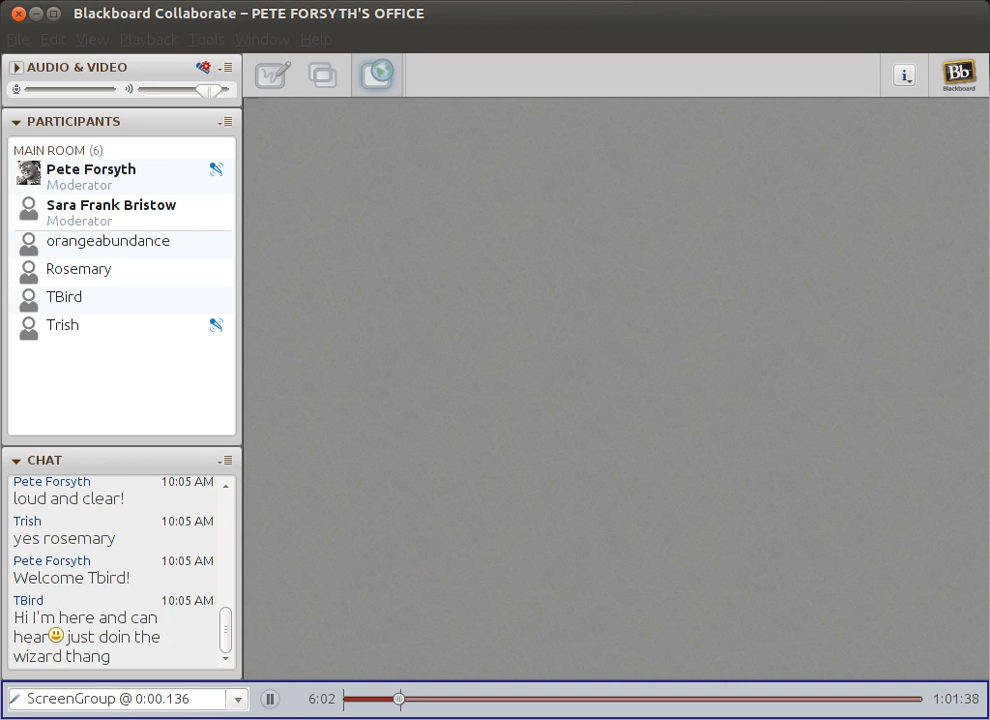 Blackboard Collaborate – PETE FORSYTH'S OFFICE
File Edit View Playback Tools Window Help
AUDIO & VIDEO
PARTICIPANTS
MAIN ROOM (6)
Pete Forsyth
Moderator
Sara Frank Bristow
Moderator
orangeabundance
Rosemary
TBird
Trish
CHAT
Pete Forsyth 10:05 AM
loud and clear!
Trish 10:05 AM
yes rosemary
Pete Forsyth 10:05 AM
Welcome Tbird!
TBird 10:05 AM
Hi I'm here and can
hear just doin the
wizard thang
i
Bb
Blackboard
ScreenGroup @ 0:00.136 6:02 1:01:38